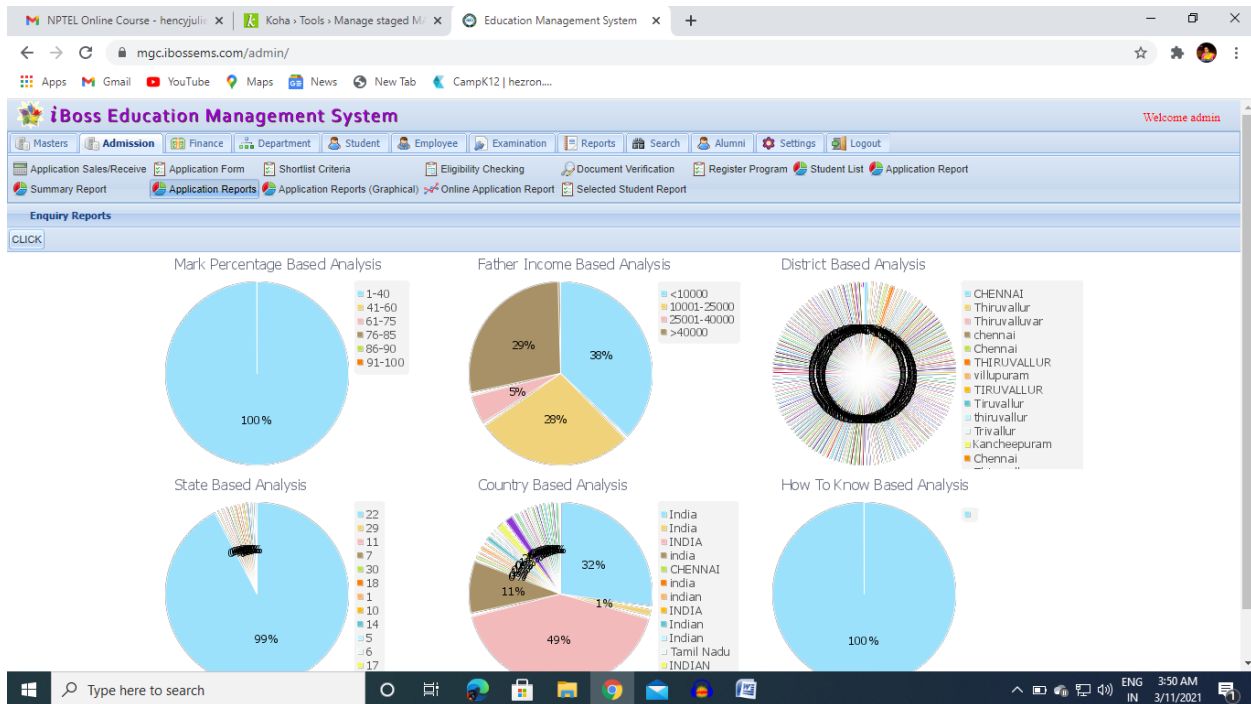 NPTEL Online Course - hencyjulie
Koha › Tools › Manage staged MA
Education Management System
mgc.ibossems.com/admin/
Apps Gmail YouTube Maps News New Tab CampK12 | hezron....
iBoss Education Management System
Welcome admin
Masters Admission Finance Department Student Employee Examination Reports Search Alumni Settings Logout
Application Sales/Receive Application Form Shortlist Criteria Eligibility Checking Document Verification Register Program Student List Application Report
Summary Report Application Reports Application Reports (Graphical) Online Application Report Selected Student Report
Enquiry Reports
CLICK
Mark Percentage Based Analysis
100%
1-40
41-60
61-75
76-85
86-90
91-100
Father Income Based Analysis
29%
38%
5%
28%
<10000
10001-25000
25001-40000
>40000
District Based Analysis
CHENNAI
Thiruvallur
Thiruvalluvar
chennai
Chennai
THIRUVALLUR
villupuram
TIRUVALLUR
Tiruvallur
thiruvallur
Trivallur
Kancheepuram
Chennai
State Based Analysis
99%
22
29
11
7
30
18
1
10
14
5
6
17
Country Based Analysis
32%
11%
1%
49%
India
India
INDIA
india
CHENNAI
india
indian
INDIA
Indian
Indian
Tamil Nadu
INDIAN
How To Know Based Analysis
100%
Type here to search
ENG
IN
3:50 AM
3/11/2021
1